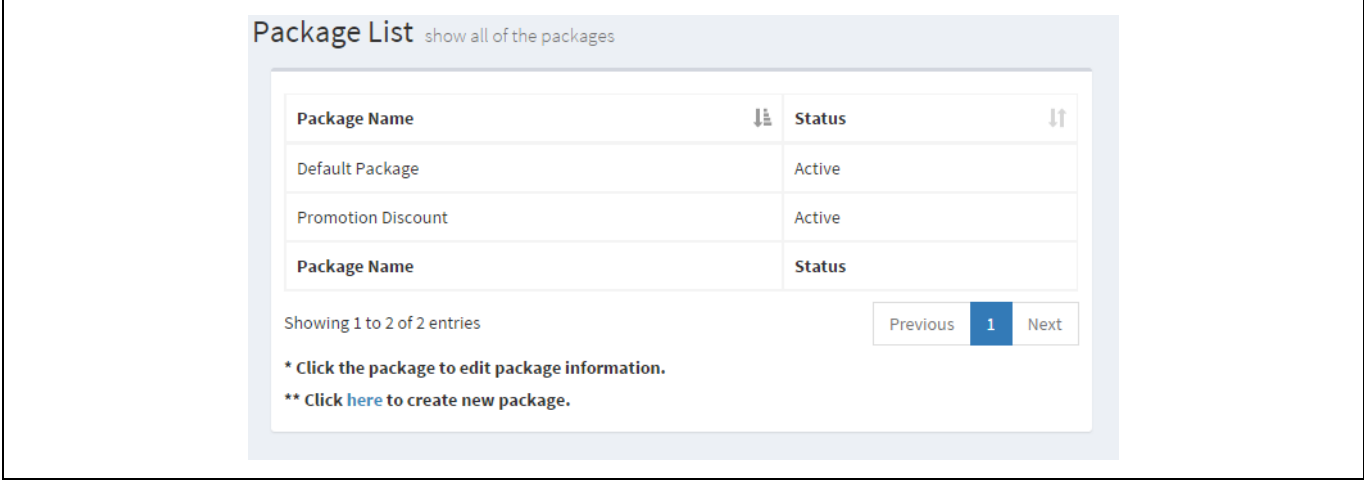 Package List show all of the packages
Package Name Status
Default Package Active
Promotion Discount Active
Package Name Status
Showing 1 to 2 of 2 entries Previous 1 Next
* Click the package to edit package information.
** Click here to create new package.